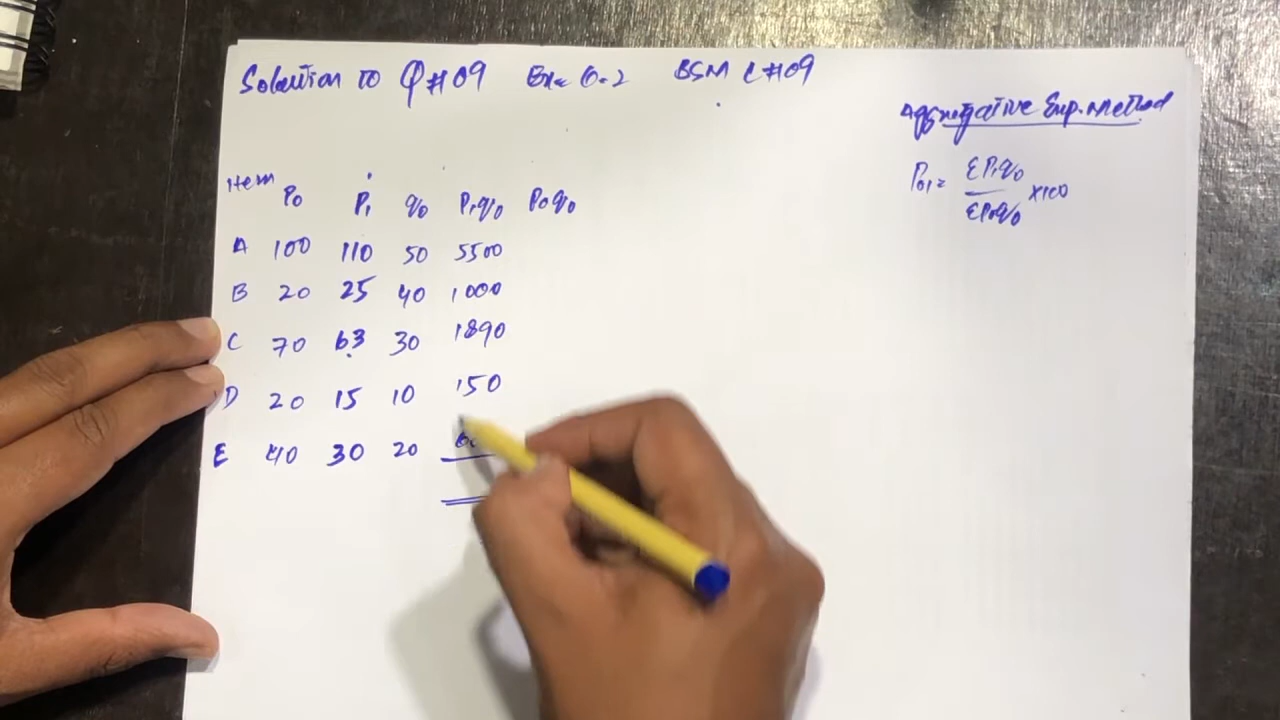 Solution to Q#09 Ex= 6.2 BSM C#09
Aggregative Exp. Method
P01 = ΣP1q0 / ΣP0q0 ×100
Item P0 P1 q0 P1q0 P0q0
A 100 110 50 5500
B 20 25 40 1000
C 70 63 30 1890
D 20 15 10 150
E 40 30 20